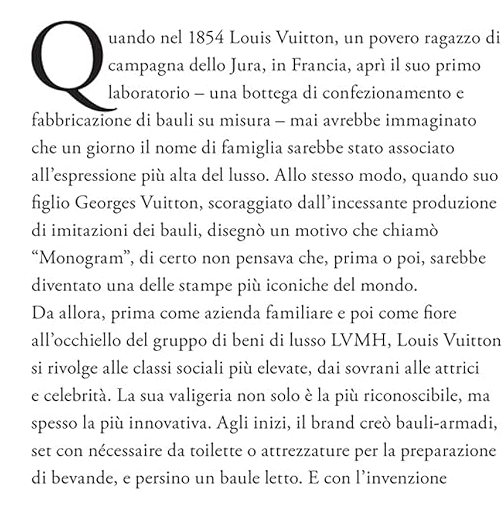 Quando nel 1854 Louis Vuitton, un povero ragazzo di
campagna dello Jura, in Francia, aprì il suo primo
laboratorio – una bottega di confezionamento e
fabbricazione di bauli su misura – mai avrebbe immaginato
che un giorno il nome di famiglia sarebbe stato associato
all’espressione più alta del lusso. Allo stesso modo, quando suo
figlio Georges Vuitton, scoraggiato dall’incessante produzione
di imitazioni dei bauli, disegnò un motivo che chiamò
“Monogram”, di certo non pensava che, prima o poi, sarebbe
diventato una delle stampe più iconiche del mondo.
Da allora, prima come azienda familiare e poi come fiore
all’occhiello del gruppo di beni di lusso LVMH, Louis Vuitton
si rivolge alle classi sociali più elevate, dai sovrani alle attrici
e celebrità. La sua valigeria non solo è la più riconoscibile, ma
spesso la più innovativa. Agli inizi, il brand creò bauli-armadi,
set con nécessaire da toilette o attrezzature per la preparazione
di bevande, e persino un baule letto. E con l’invenzione